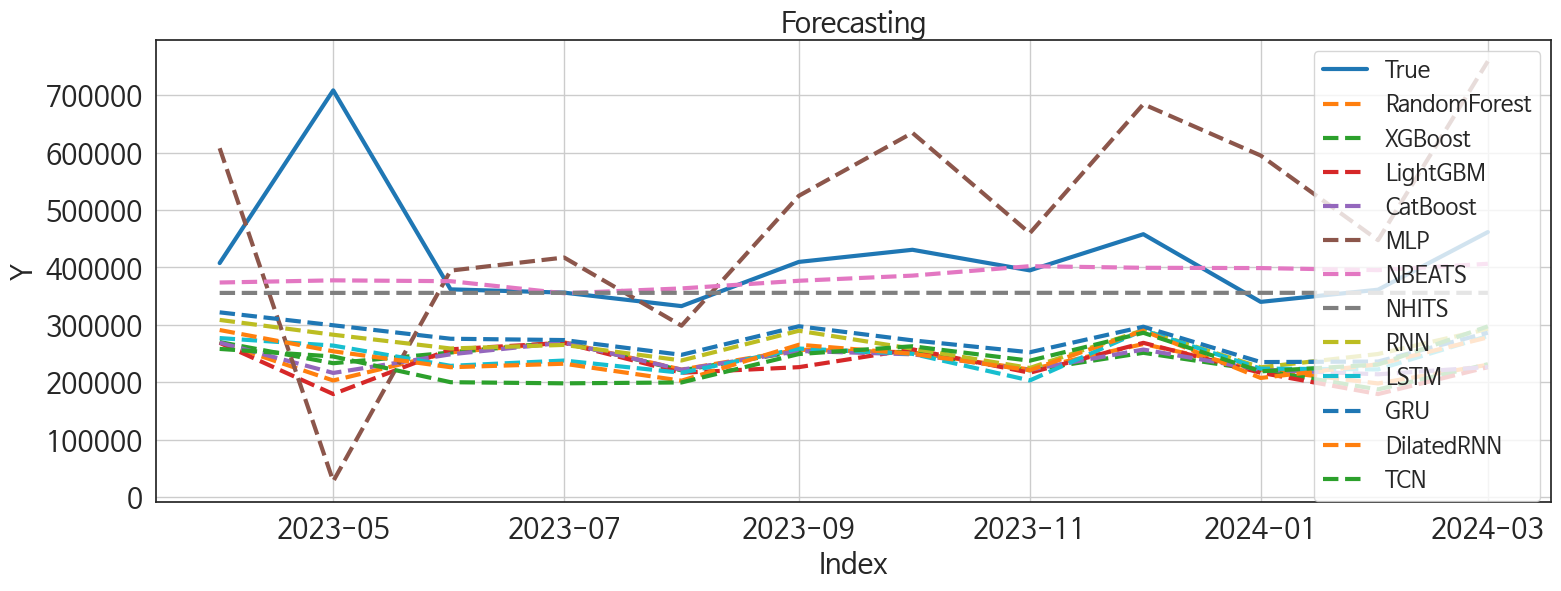 Forecasting
Y
700000
600000
500000
400000
300000
200000
100000
0
2023-05
2023-07
2023-09
2023-11
2024-01
2024-03
Index
True
RandomForest
XGBoost
LightGBM
CatBoost
MLP
NBEATS
NHITS
RNN
LSTM
GRU
DilatedRNN
TCN